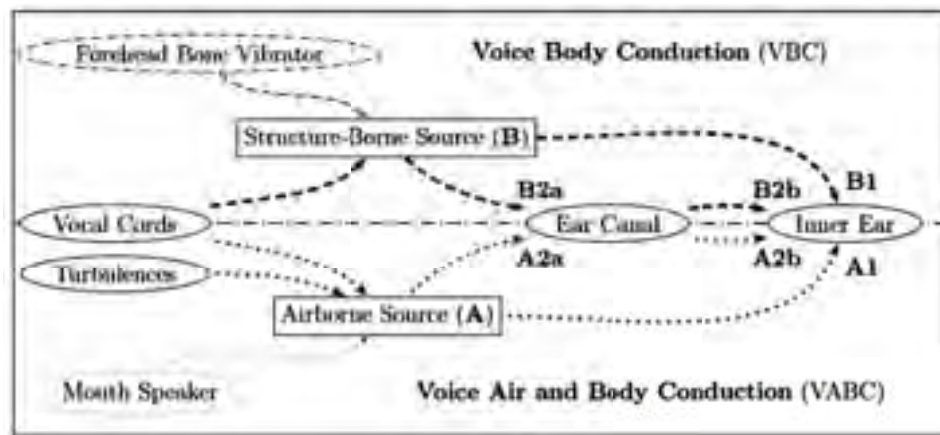 Forehead Bone Vibrator
Voice Body Conduction (VBC)
Structure-Borne Source (B)
B2a
B2b
B1
Vocal Cords
Ear Canal
Inner Ear
Turbulences
A2a
A2b
A1
Airborne Source (A)
Mouth Speaker
Voice Air and Body Conduction (VABC)